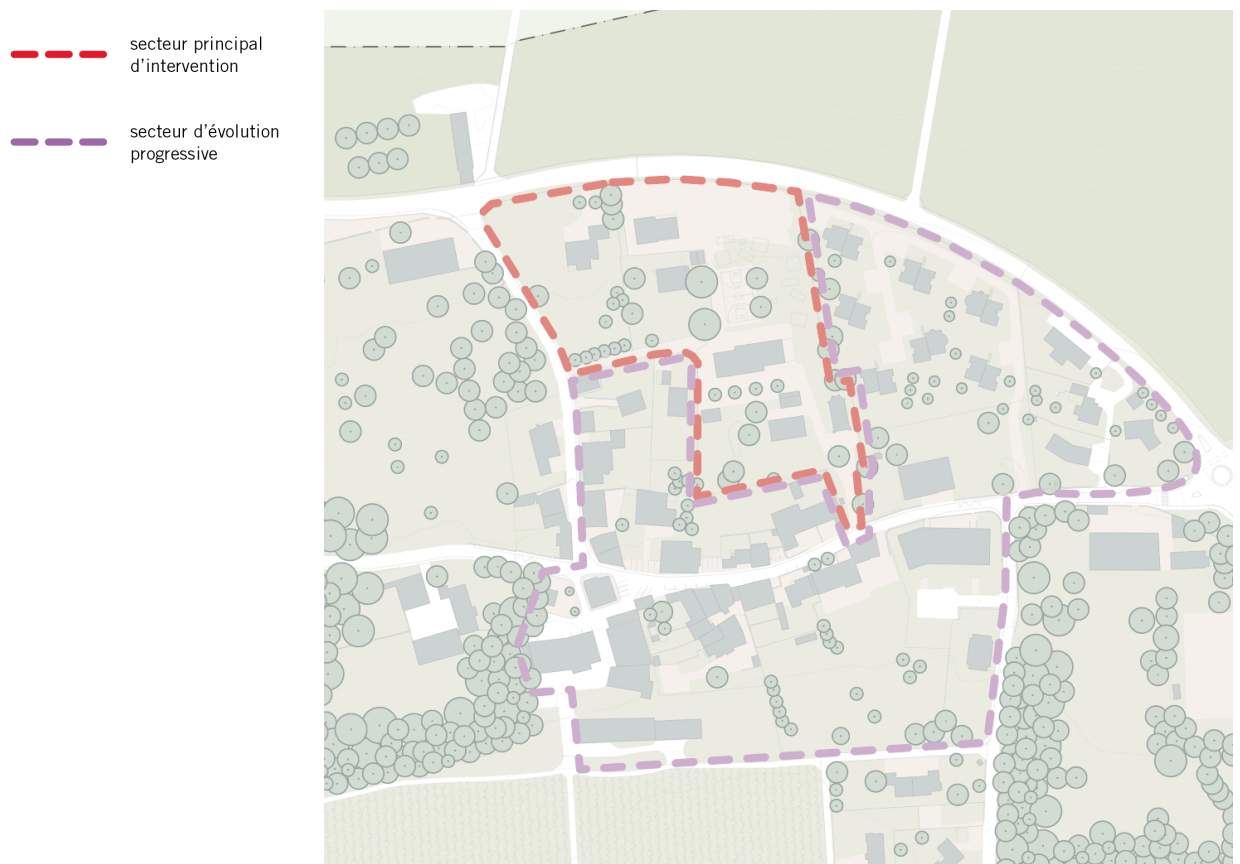 secteur principal
d’intervention
secteur d’évolution
progressive